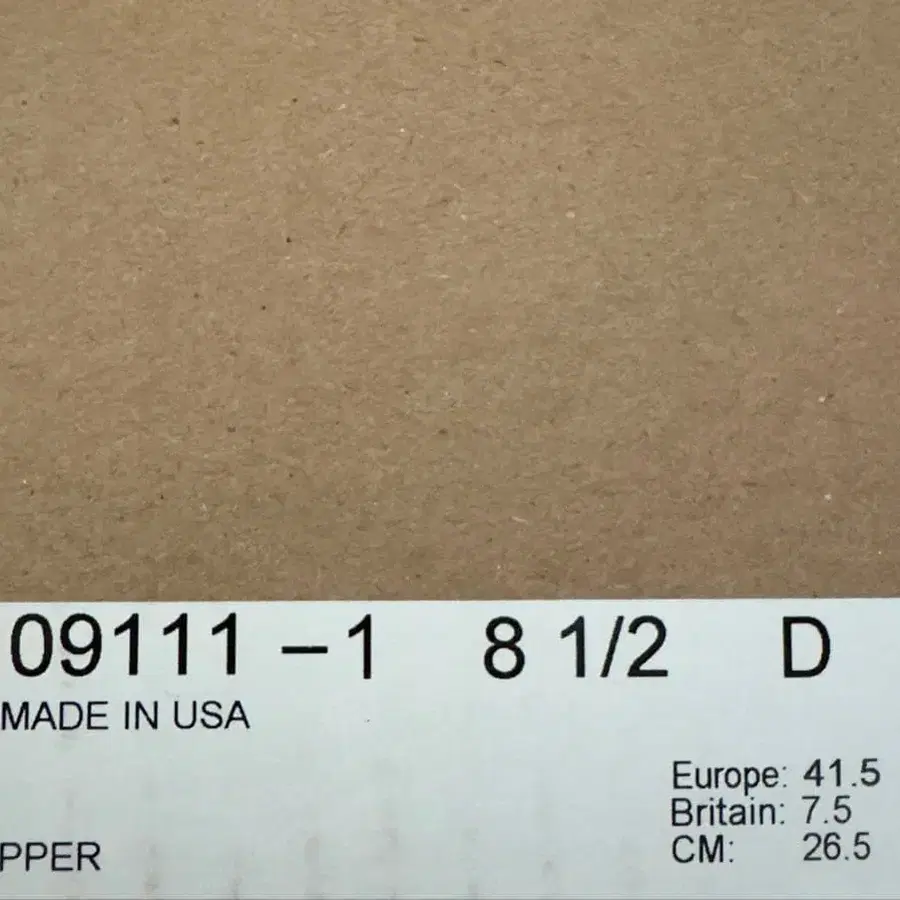 09111 – 1 8 1/2 D
MADE IN USA
Europe: 41.5
Britain: 7.5
CM: 26.5
PPER